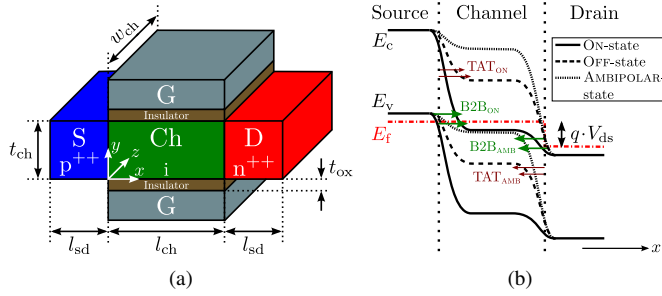 w_ch
G
Insulator
S
Ch
D
t_ch
p++
y
z
x
i
n++
t_ox
Insulator
G
l_sd
l_ch
l_sd
(a)
Source
Channel
Drain
E_c
ON-state
OFF-state
AMBIPOLAR-state
TAT_ON
E_v
B2B_ON
E_f
q·V_ds
B2B_AMB
TAT_AMB
x
(b)